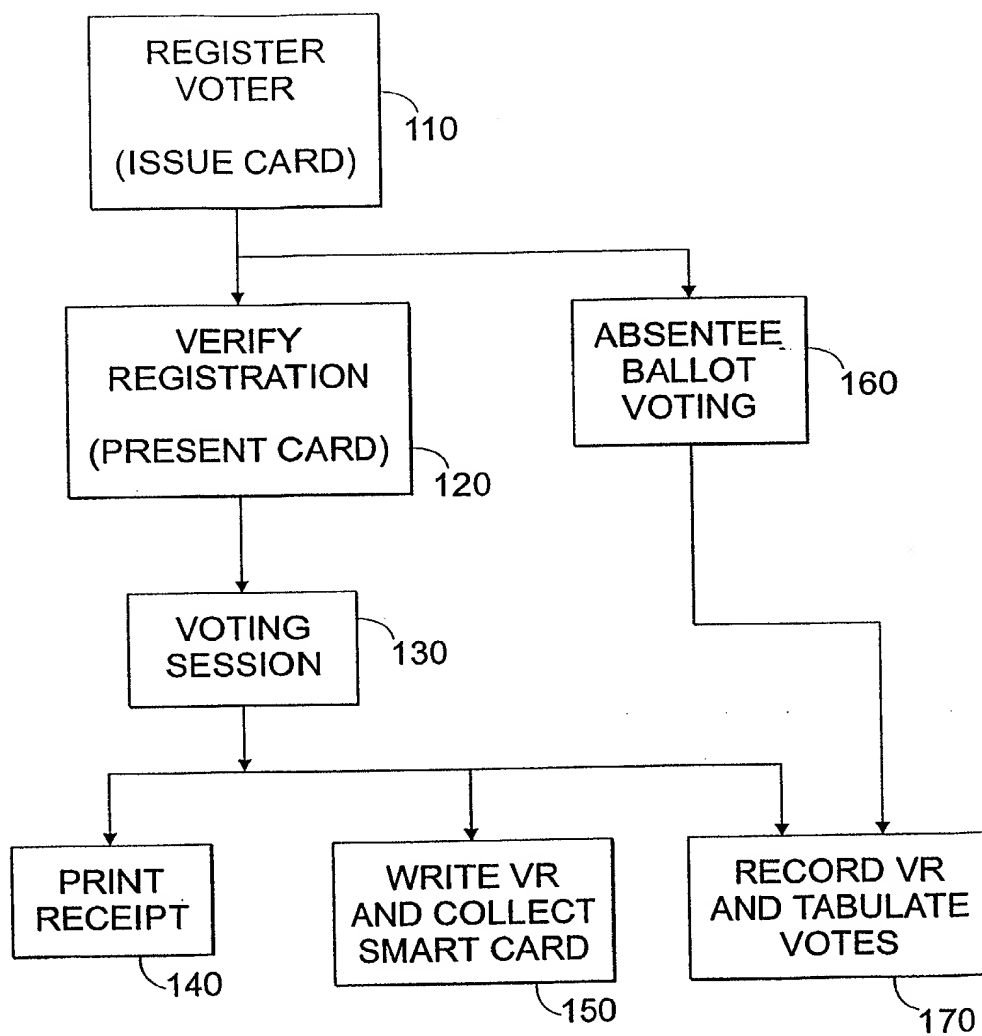 REGISTER
VOTER
(ISSUE CARD)
110
VERIFY
REGISTRATION
(PRESENT CARD)
120
ABSENTEE
BALLOT
VOTING
160
VOTING
SESSION
130
PRINT
RECEIPT
140
WRITE VR
AND COLLECT
SMART CARD
150
RECORD VR
AND TABULATE
VOTES
170